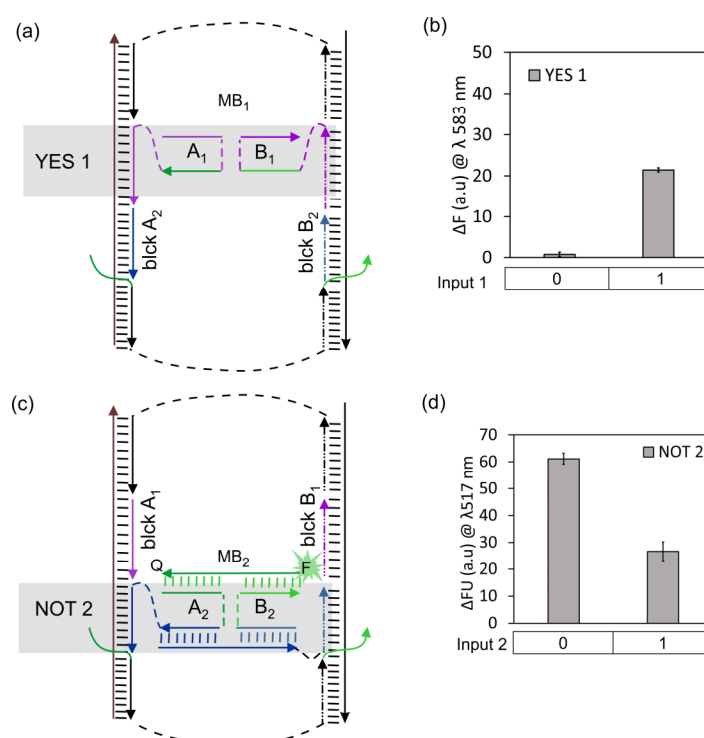 (a)
MB1
YES 1
A1
B1
blck A2
blck B2
(b)
50
40
30
20
10
0
ΔF (a.u) @ λ 583 nm
YES 1
Input 1
0
1
(c)
blck A1
blck B1
Q
MB2
F
NOT 2
A2
B2
(d)
70
60
50
40
30
20
10
0
ΔFU (a.u) @ λ517 nm
NOT 2
Input 2
0
1